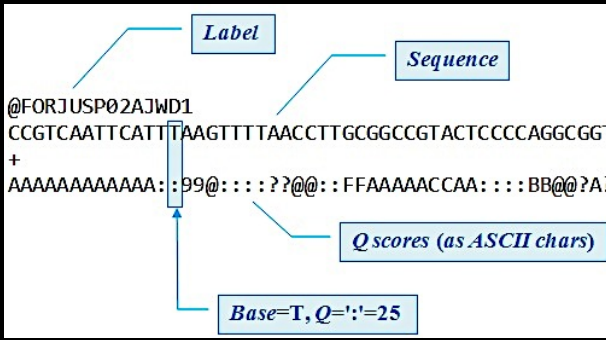 Label
Sequence
@FORJUSP02AJWD1
CCGTCAATTCATTTAAGTTTTAACCTTGCGGCCGTACTCCCCAGGCGGT
+
AAAAAAAAAAAA::99@::::??@@::FFAAAAACCAA::::BB@@?A?
Q scores (as ASCII chars)
Base=T, Q=':'=25